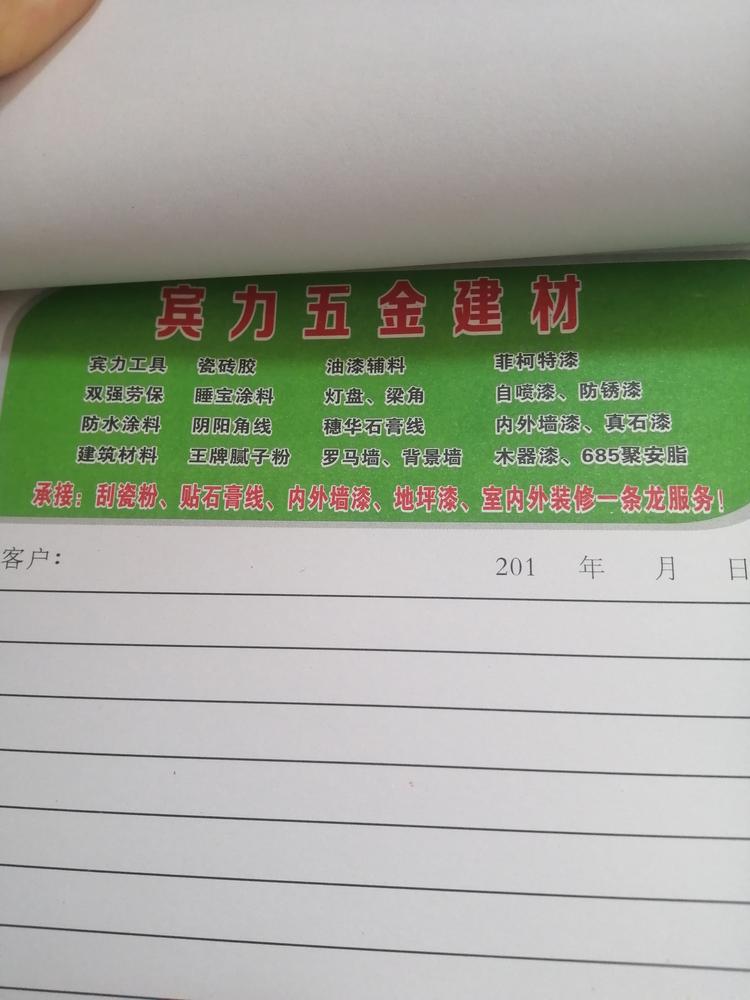 宾力五金建材
宾力工具 瓷砖胶 油漆辅料 菲柯特漆
双强劳保 睡宝涂料 灯盘、梁角 自喷漆、防锈漆
防水涂料 阴阳角线 穗华石膏线 内外墙漆、真石漆
建筑材料 王牌腻子粉 罗马墙、背景墙 木器漆、685聚安脂
承接：刮瓷粉、贴石膏线、内外墙漆、地坪漆、室内外装修一条龙服务！
客户： 201 年 月 日